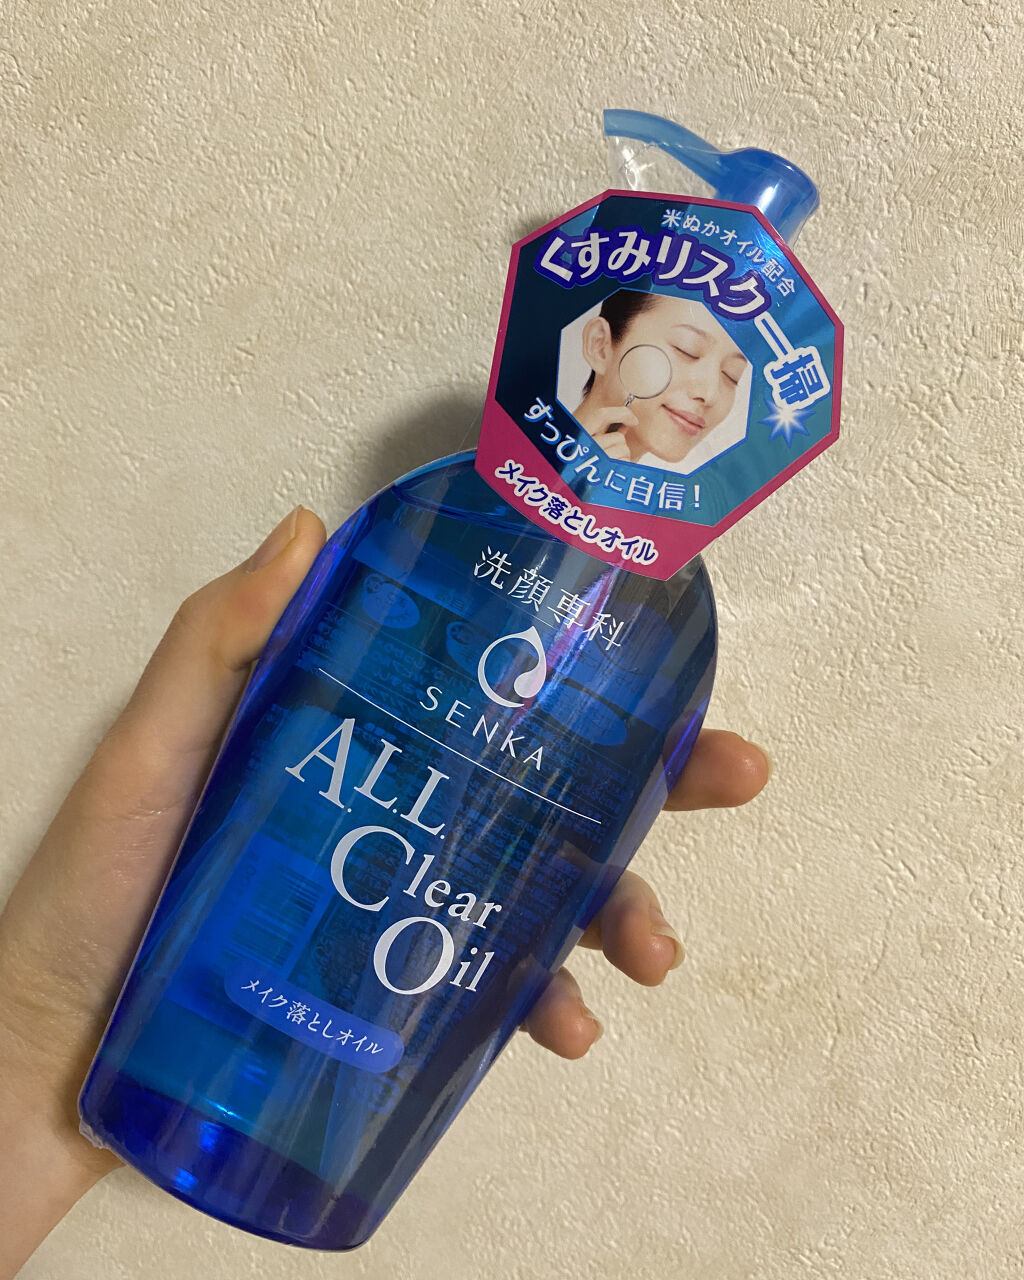 米ぬかオイル配合
くすみリスク一掃
すっぴんに自信！
メイク落としオイル
洗顔専科
SENKA
A.L.L.
Clear
Oil
メイク落としオイル